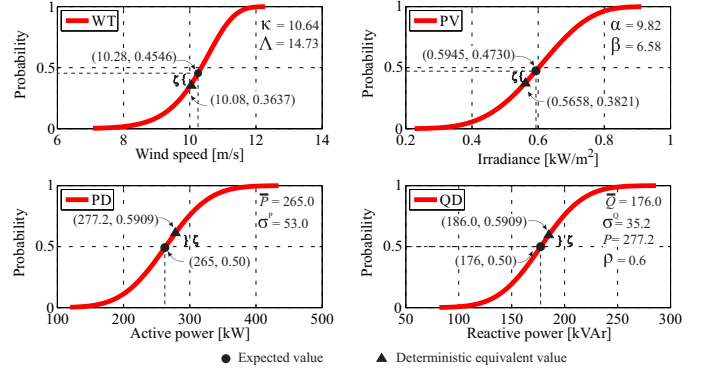 WT
κ = 10.64
Λ = 14.73
(10.28, 0.4546)
ζ{
(10.08, 0.3637)
Probability
1
0.5
0
6 8 10 12 14
Wind speed [m/s]
PV
α = 9.82
β = 6.58
(0.5945, 0.4730)
ζ{
(0.5658, 0.3821)
Probability
1
0.5
0
0.2 0.4 0.6 0.8 1
Irradiance [kW/m²]
PD
P̅ = 265.0
σᴾ = 53.0
(277.2, 0.5909)
}ζ
(265, 0.50)
Probability
1
0.5
0
100 200 300 400 500
Active power [kW]
QD
Q̅ = 176.0
σQ = 35.2
P = 277.2
ρ = 0.6
(186.0, 0.5909)
}ζ
(176, 0.50)
Probability
1
0.5
0
50 100 150 200 250 300
Reactive power [kVAr]
Expected value
Deterministic equivalent value